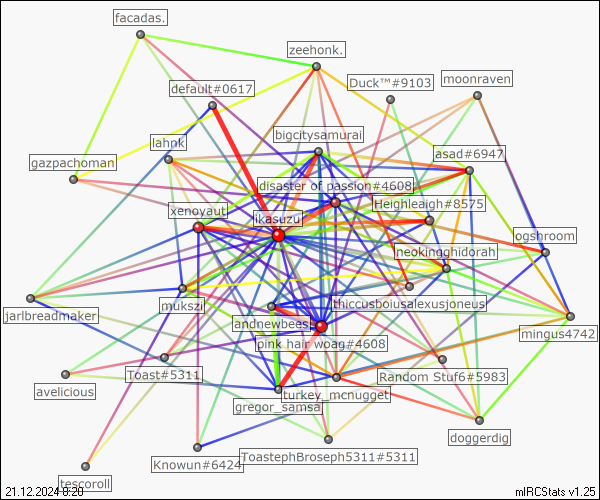 facadas.
zeehonk.
Duck™#9103
moonraven
default#0617
bigcitysamurai
lahnk
asad#6947
gazpachoman
disaster of passion#4608
Heighleigh#8575
xenoyaut
ikasuzu
ogshroom
neokingghidorah
thiccusboiusalexusjoneus
mukszi
jarlbreadmaker
andnewbees
mingus4742
pink hair woag#4608
Toast#5311
Random Stuf6#5983
avelicious
turkey_mcnugget
gregor_samsa
doggerdig
ToastephBroseph5311#5311
Knowun#6424
tescoroll
21.12.2024 0:20
mIRCStats v1.25